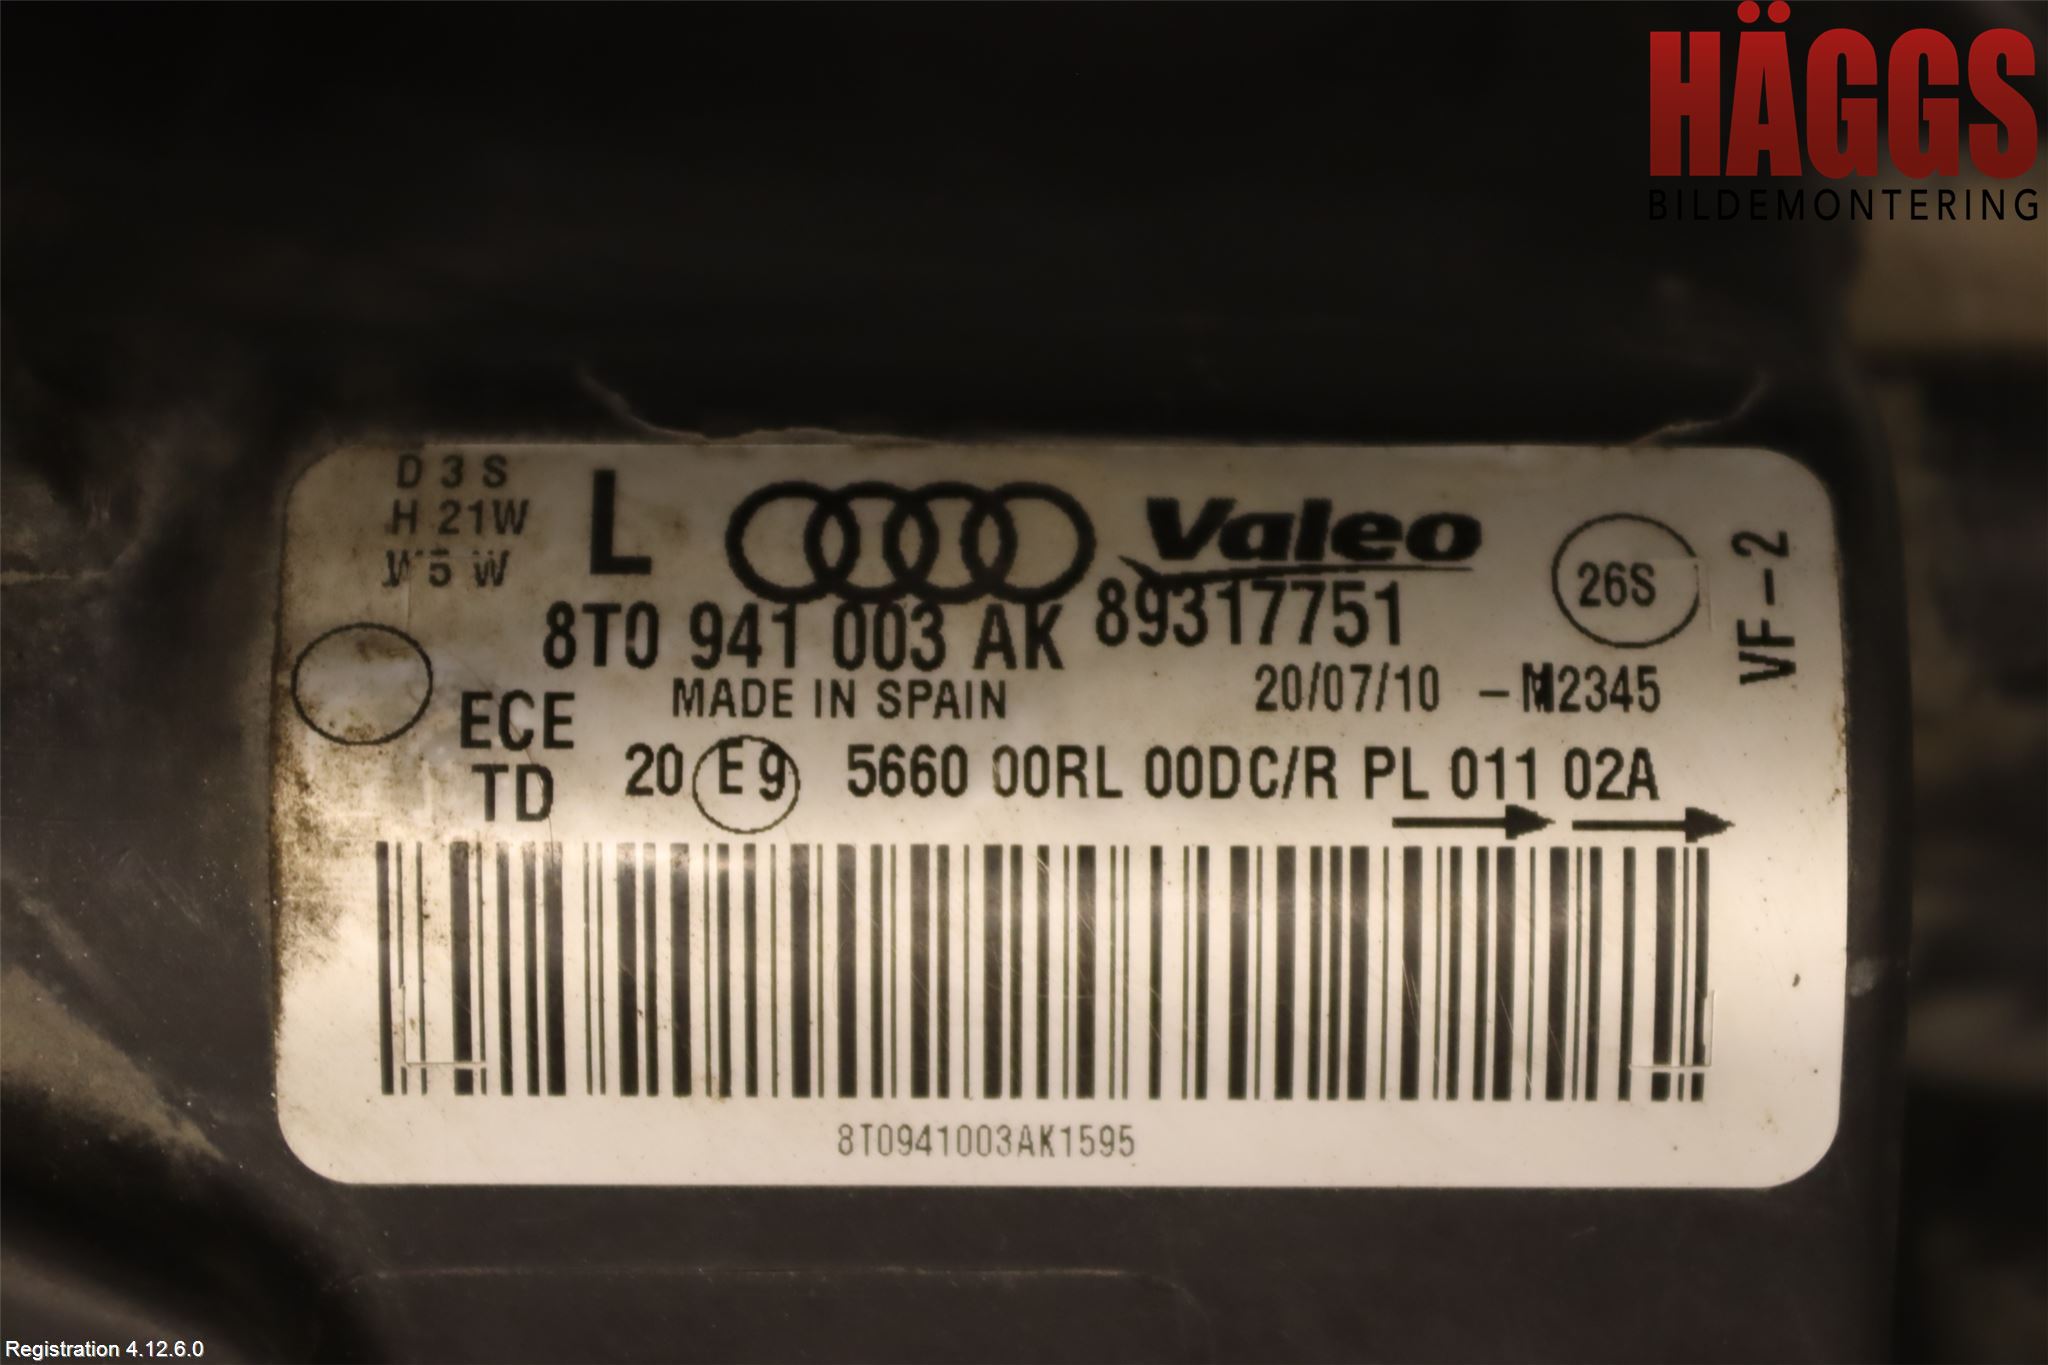 HÄGGS
BILDEMONTERING
D 3 S
H 21W
W 5 W
L
Valeo
26S
VF-2
8T0 941 003 AK 89317751
MADE IN SPAIN
20/07/10 - 12345
ECE
TD
20 E9 5660 00RL 00DC/R PL 011 02A
8T0941003AK1595
Registration 4.12.6.0